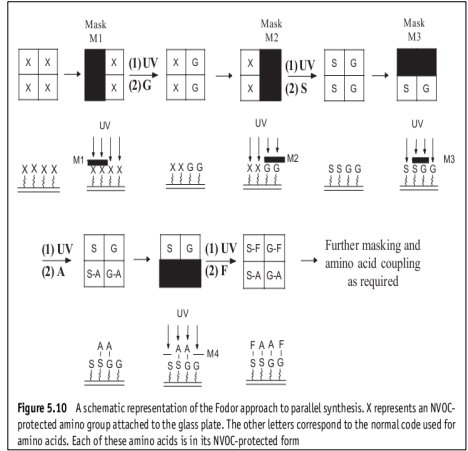 Mask
M1
Mask
M2
Mask
M3
X X
X X
X
X
(1)UV
(2)G
X G
X G
X
X
(1)UV
(2)S
S G
S G
S G
UV
UV
UV
X X X X
M1
X X X X
X X G G
X X G G
M2
S S G G
S S G G
M3
(1)UV
(2)A
S G
S-A G-A
S G
(1)UV
(2)F
S-F G-F
S-A G-A
Further masking and
amino acid coupling
as required
UV
A A
S S G G
A A
M4
S S G G
F A A F
S S G G
Figure 5.10 A schematic representation of the Fodor approach to parallel synthesis. X represents an NVOC-
protected amino group attached to the glass plate. The other letters correspond to the normal code used for
amino acids. Each of these amino acids is in its NVOC-protected form